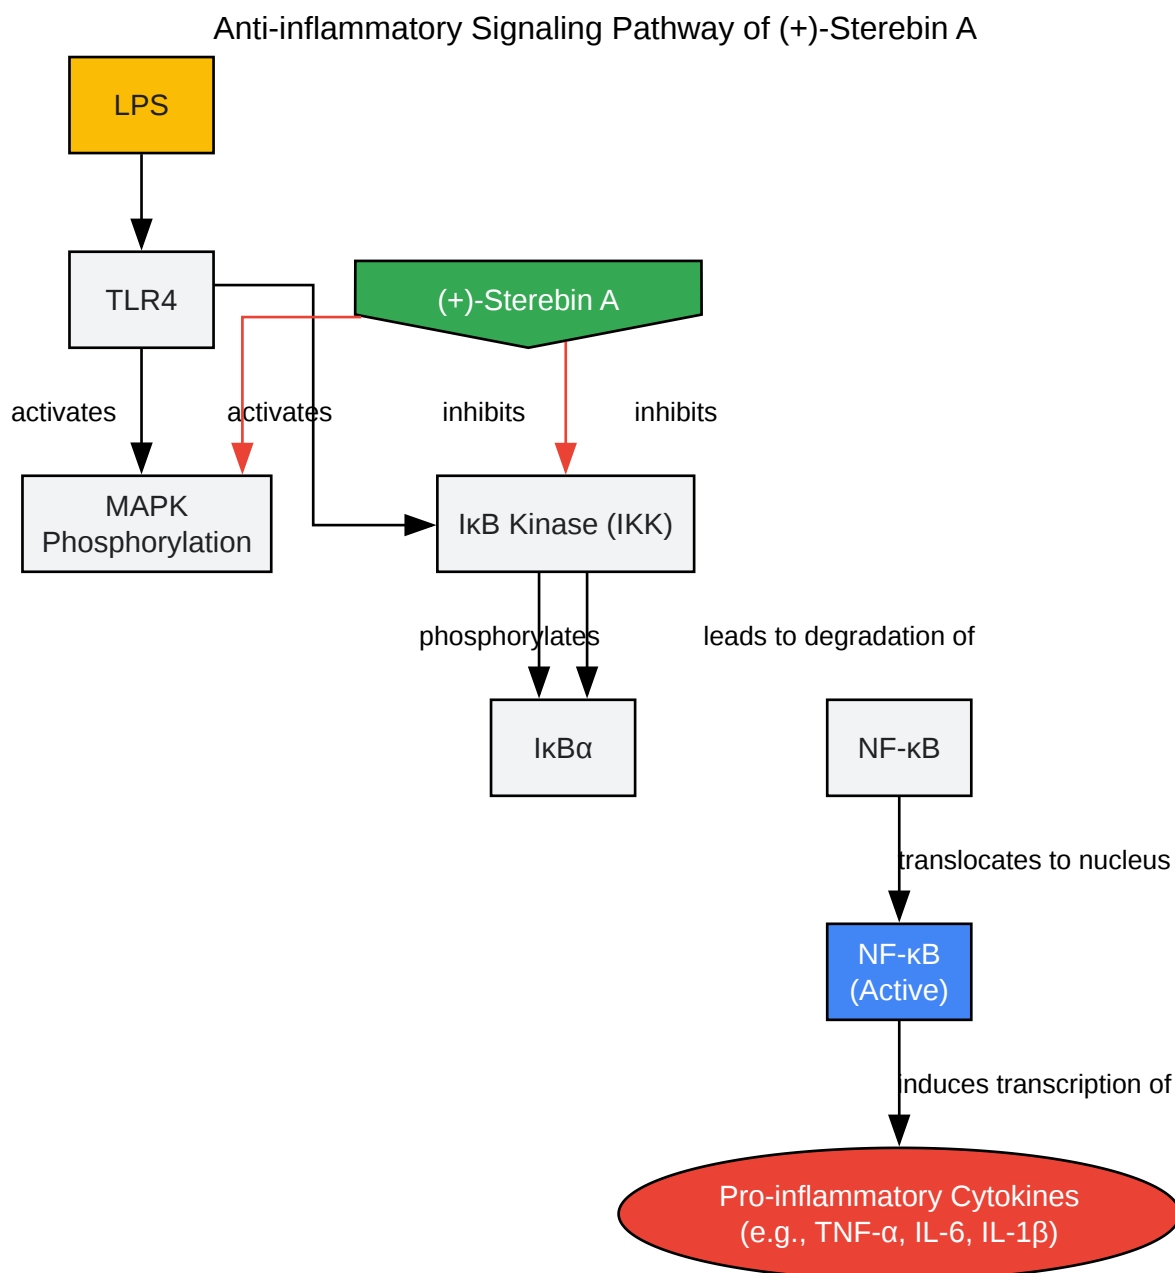 Anti-inflammatory Signaling Pathway of (+)-Sterebin A
LPS
TLR4
(+)-Sterebin A
activates
activates
inhibits
inhibits
MAPK
Phosphorylation
IκB Kinase (IKK)
phosphorylates
leads to degradation of
IκBα
NF-κB
translocates to nucleus
NF-κB
(Active)
induces transcription of
Pro-inflammatory Cytokines
(e.g., TNF-α, IL-6, IL-1β)